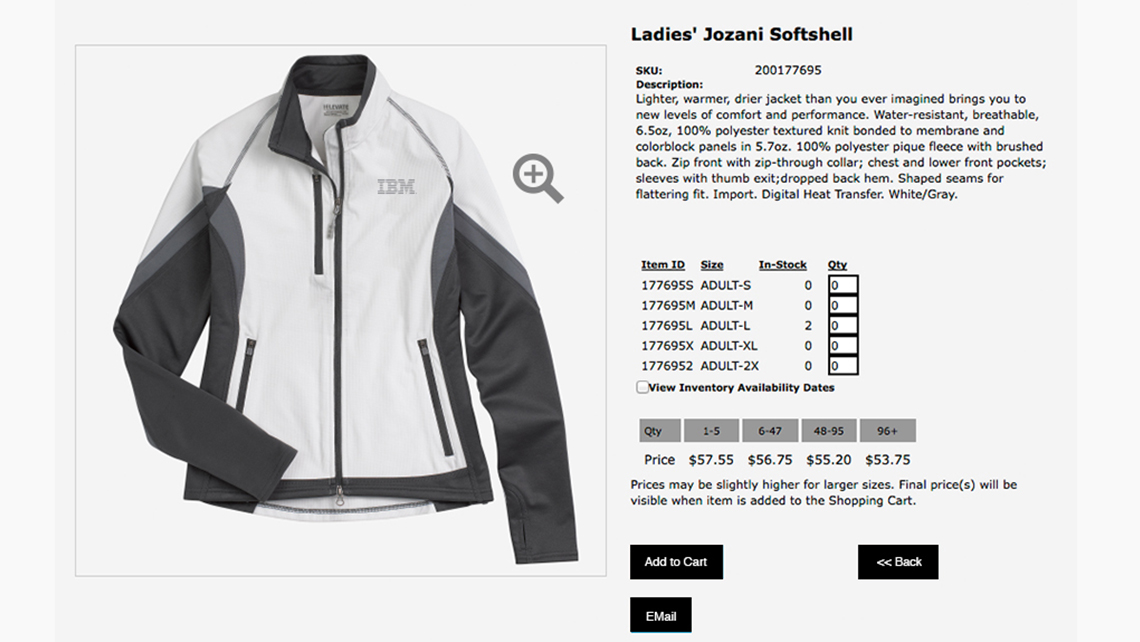 Ladies' Jozani Softshell
SKU: 200177695
Description:
Lighter, warmer, drier jacket than you ever imagined brings you to
new levels of comfort and performance. Water-resistant, breathable,
6.5oz, 100% polyester textured knit bonded to membrane and
colorblock panels in 5.7oz. 100% polyester pique fleece with brushed
back. Zip front with zip-through collar; chest and lower front pockets;
sleeves with thumb exit;dropped back hem. Shaped seams for
flattering fit. Import. Digital Heat Transfer. White/Gray.
ELEVATE
IBM
Item ID Size In-Stock Qty
177695S ADULT-S 0 0
177695M ADULT-M 0 0
177695L ADULT-L 2 0
177695X ADULT-XL 0 0
1776952 ADULT-2X 0 0
View Inventory Availability Dates
Qty 1-5 6-47 48-95 96+
Price $57.55 $56.75 $55.20 $53.75
Prices may be slightly higher for larger sizes. Final price(s) will be
visible when item is added to the Shopping Cart.
Add to Cart << Back
EMail